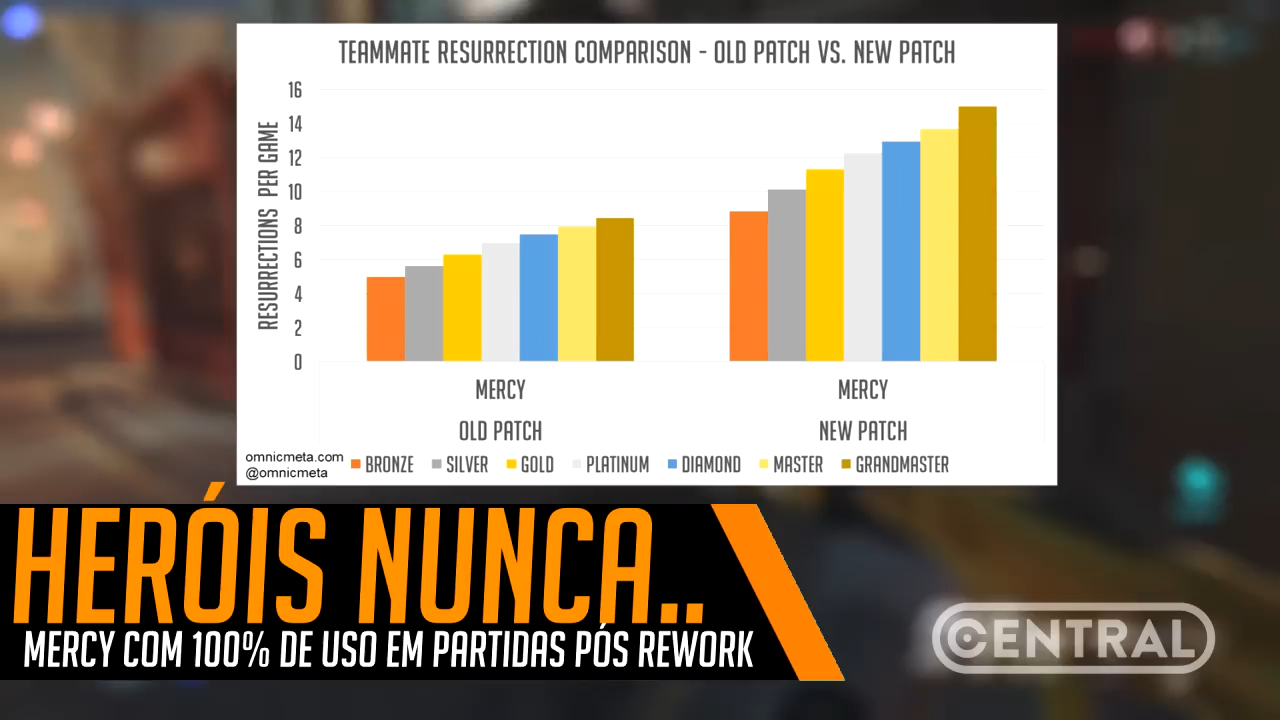 TEAMMATE RESURRECTION COMPARISON - OLD PATCH VS. NEW PATCH
RESURRECTIONS PER GAME
16
14
12
10
8
6
4
2
0
MERCY MERCY
OLD PATCH NEW PATCH
omnicmeta.com
@omnicmeta
BRONZE SILVER GOLD PLATINUM DIAMOND MASTER GRANDMASTER
HERÓIS NUNCA..
MERCY COM 100% DE USO EM PARTIDAS PÓS REWORK
CENTRAL